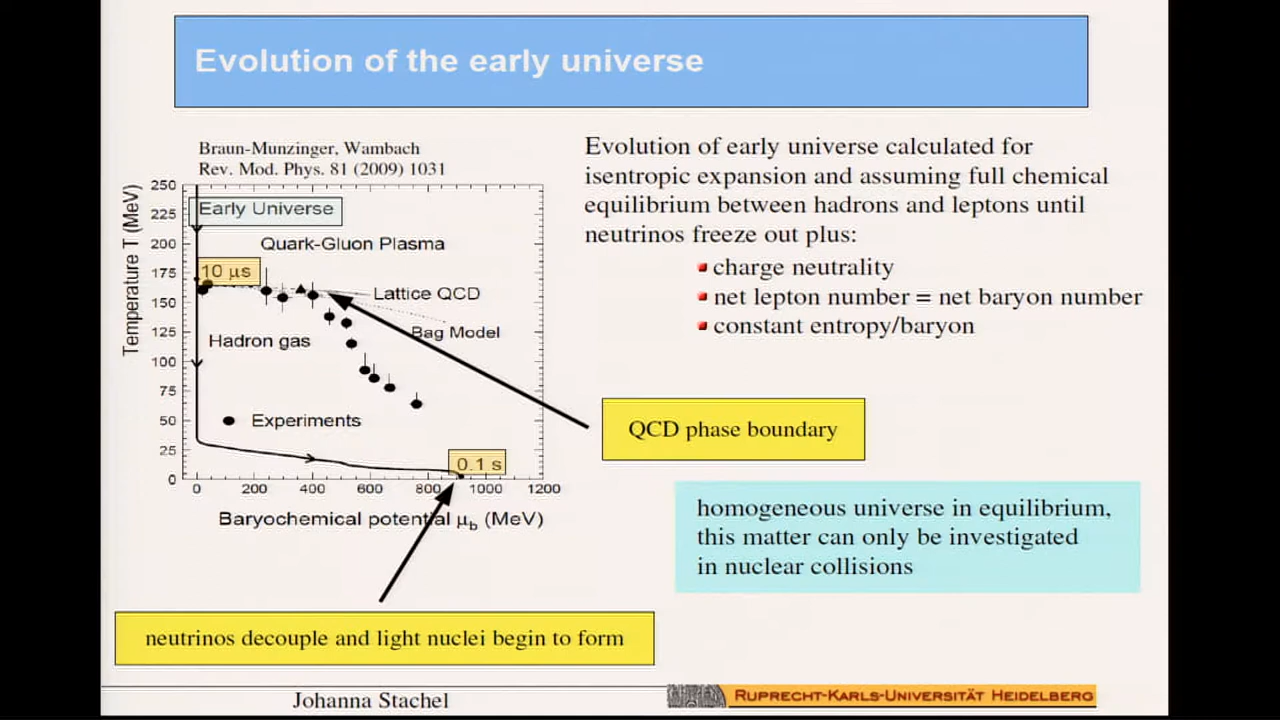 Evolution of the early universe
Braun-Munzinger, Wambach
Rev. Mod. Phys. 81 (2009) 1031
Temperature T (MeV)
250
225
200
175
150
125
100
75
50
25
0
Early Universe
Quark-Gluon Plasma
10 µs
Lattice QCD
Bag Model
Hadron gas
Experiments
0.1 s
0 200 400 600 800 1000 1200
Baryochemical potential µb (MeV)
Evolution of early universe calculated for
isentropic expansion and assuming full chemical
equilibrium between hadrons and leptons until
neutrinos freeze out plus:
charge neutrality
net lepton number = net baryon number
constant entropy/baryon
QCD phase boundary
homogeneous universe in equilibrium,
this matter can only be investigated
in nuclear collisions
neutrinos decouple and light nuclei begin to form
Johanna Stachel
RUPRECHT-KARLS-UNIVERSITÄT HEIDELBERG